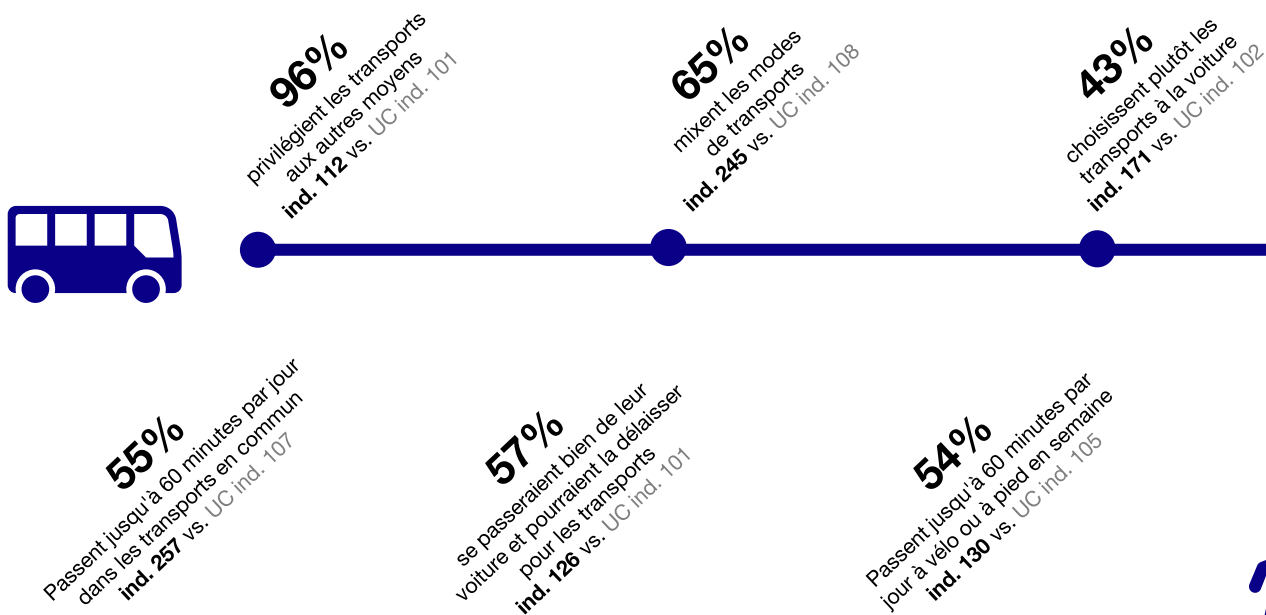 96%
privilégient les transports
aux autres moyens
ind. 112 vs. UC ind. 101
65%
mixent les modes
de transports
ind. 245 vs. UC ind. 108
43%
choisissent plutôt les
transports à la voiture
ind. 171 vs. UC ind. 102
55%
Passent jusqu'à 60 minutes par jour
dans les transports en commun
ind. 257 vs. UC ind. 107
57%
se passeraient bien de leur
voiture et pourraient la délaisser
pour les transports
ind. 126 vs. UC ind. 101
54%
Passent jusqu'à 60 minutes par
jour à vélo ou à pied en semaine
ind. 130 vs. UC ind. 105